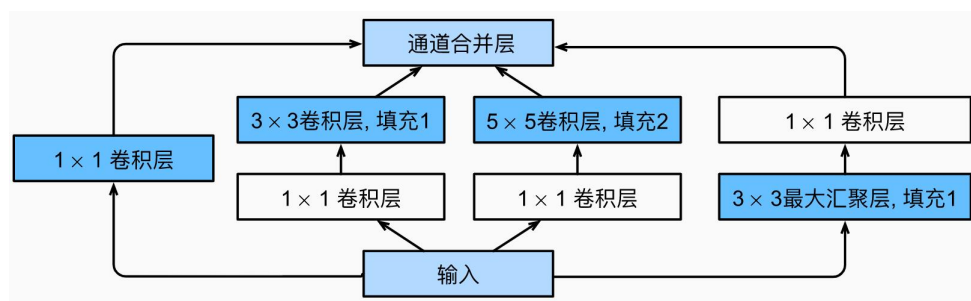 通道合并层
3 × 3卷积层, 填充1
5 × 5卷积层, 填充2
1 × 1 卷积层
1 × 1 卷积层
1 × 1 卷积层
1 × 1 卷积层
3 × 3最大汇聚层, 填充1
输入